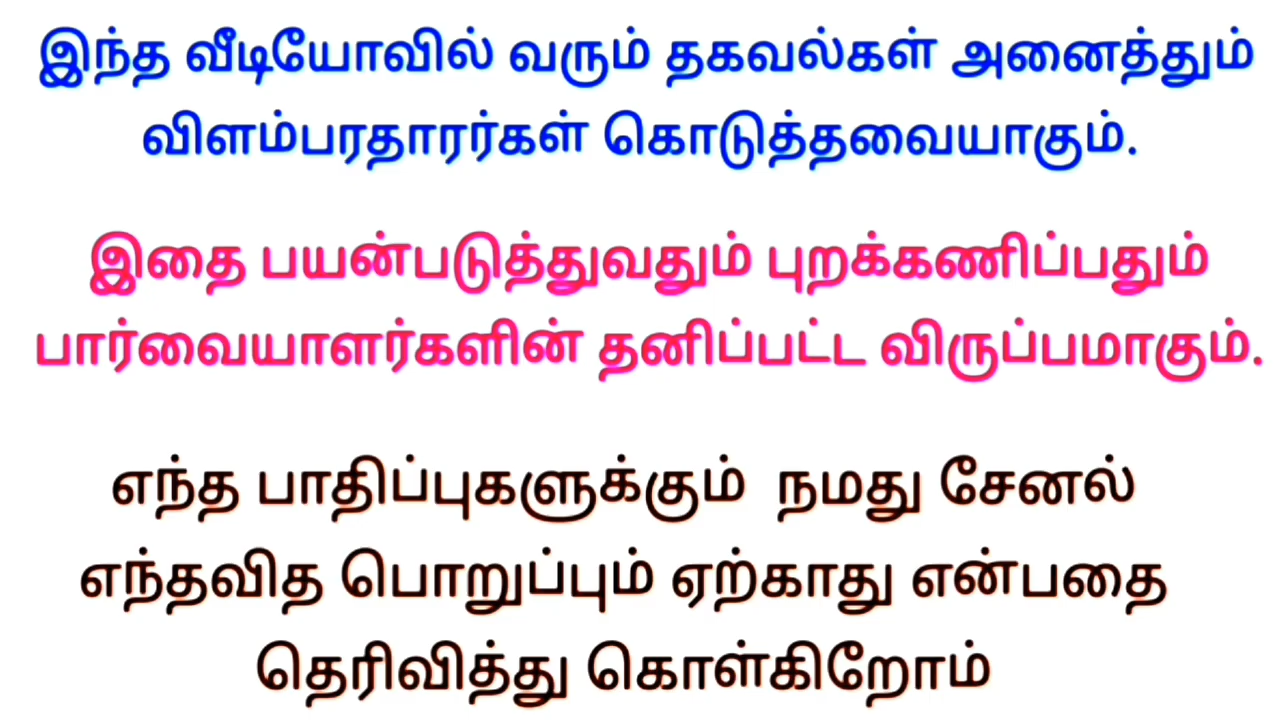 இந்த வீடியோவில் வரும் தகவல்கள் அனைத்தும்
விளம்பரதாரர்கள் கொடுத்தவையாகும்.
இதை பயன்படுத்துவதும் புறக்கணிப்பதும்
பார்வையாளர்களின் தனிப்பட்ட விருப்பமாகும்.
எந்த பாதிப்புகளுக்கும் நமது சேனல்
எந்தவித பொறுப்பும் ஏற்காது என்பதை
தெரிவித்து கொள்கிறோம்